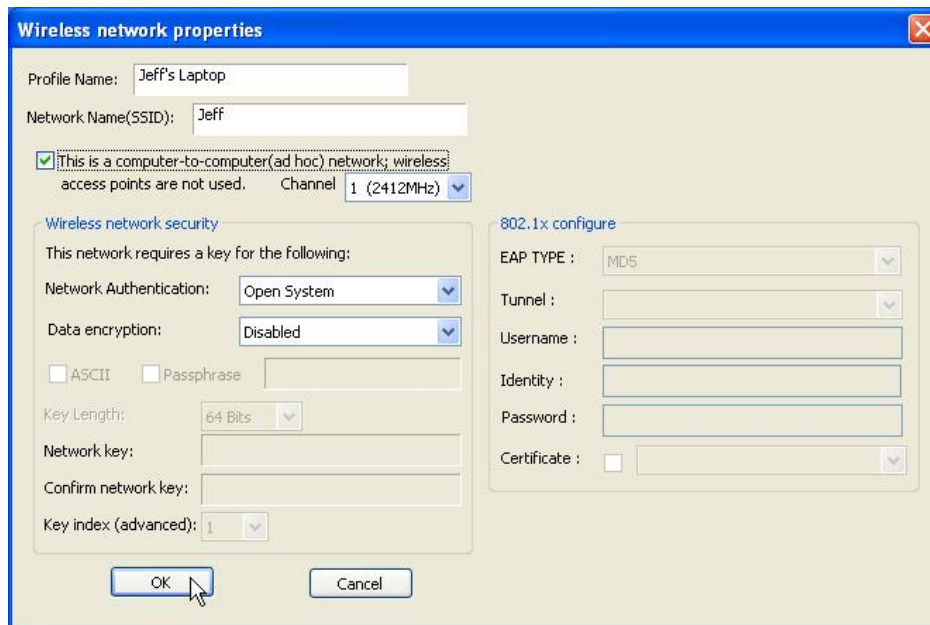 Wireless network properties
Profile Name: Jeff's Laptop
Network Name(SSID): Jeff
This is a computer-to-computer(ad hoc) network; wireless
access points are not used. Channel 1 (2412MHz)
Wireless network security
This network requires a key for the following:
Network Authentication: Open System
Data encryption: Disabled
ASCII Passphrase
Key Length: 64 Bits
Network key:
Confirm network key:
Key index (advanced): 1
OK Cancel
802.1x configure
EAP TYPE : MD5
Tunnel :
Username :
Identity :
Password :
Certificate :